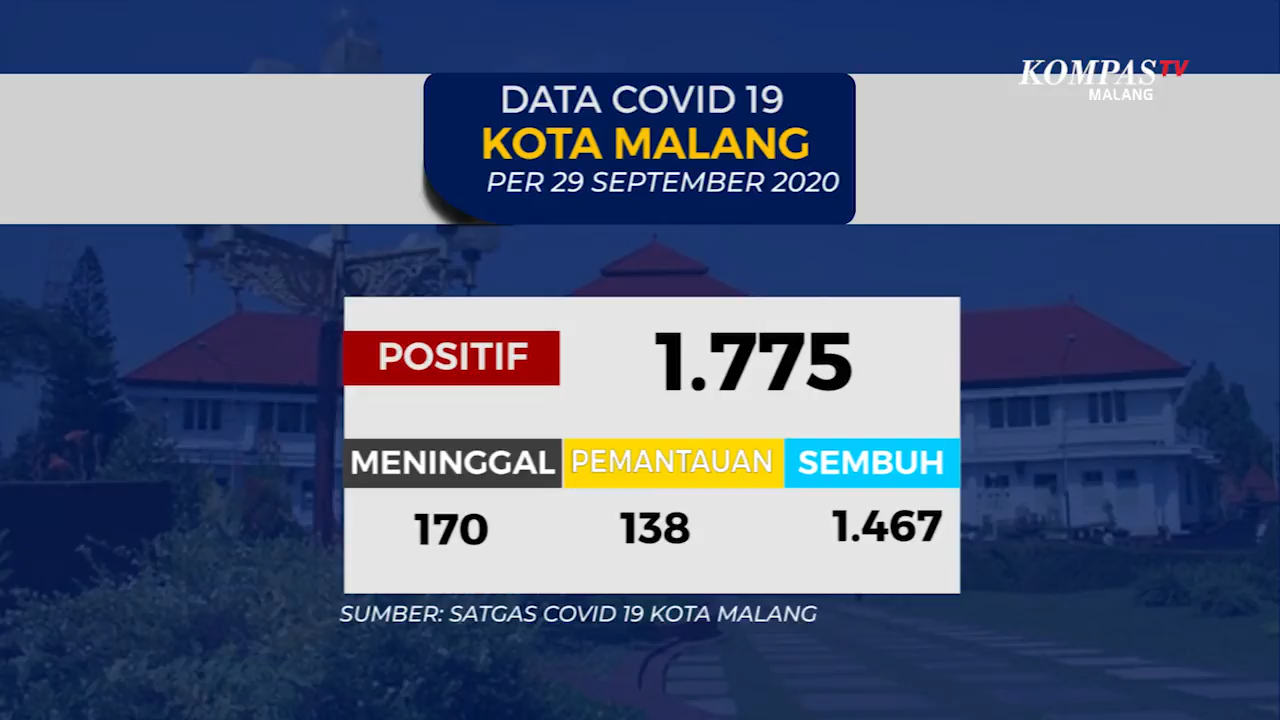 KOMPASTV
MALANG
DATA COVID 19
KOTA MALANG
PER 29 SEPTEMBER 2020
POSITIF 1.775
MENINGGAL PEMANTAUAN SEMBUH
170 138 1.467
SUMBER: SATGAS COVID 19 KOTA MALANG